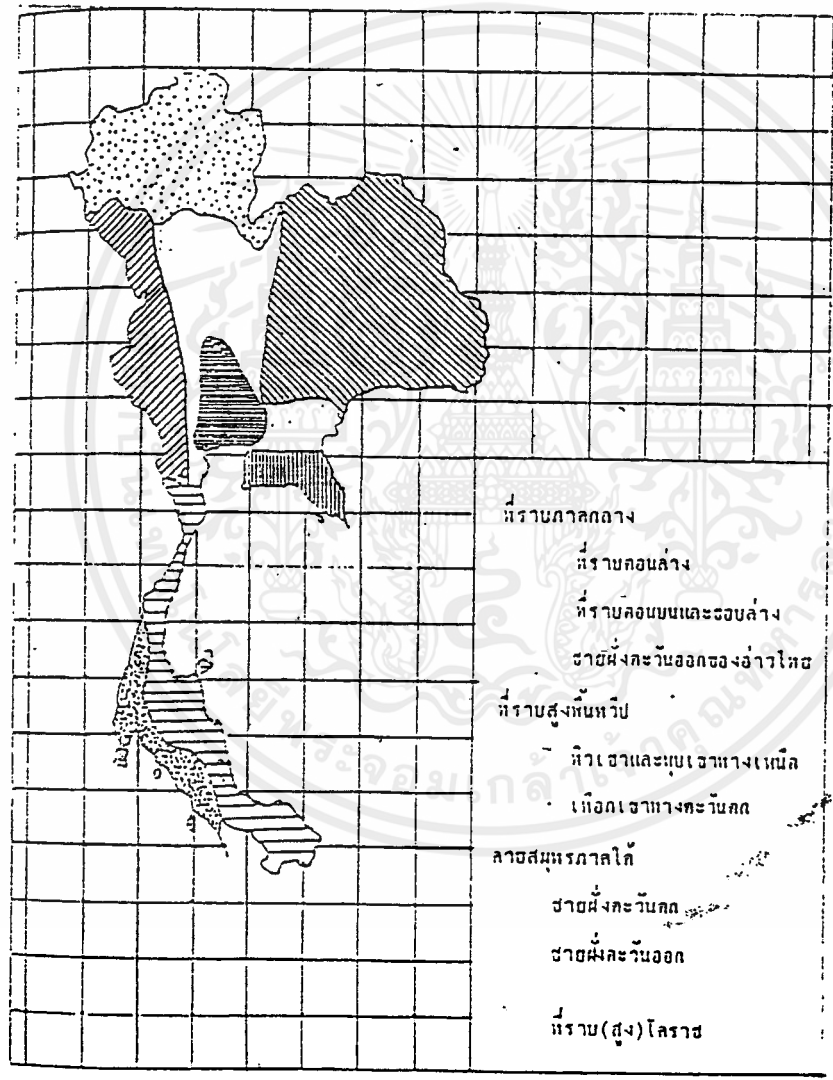 ที่ราบภาคกลาง
ที่ราบตอนล่าง
ที่ราบตอนบนและขอบล่าง
ชายฝั่งตะวันออกของอ่าวไทย
ที่ราบสูงพื้นทวีป
ทิวเขาและหุบเขาทางเหนือ
เทือกเขาทางตะวันตก
คาบสมุทรภาคใต้
ชายฝั่งตะวันตก
ชายฝั่งตะวันออก
ที่ราบ(สูง)โคราช